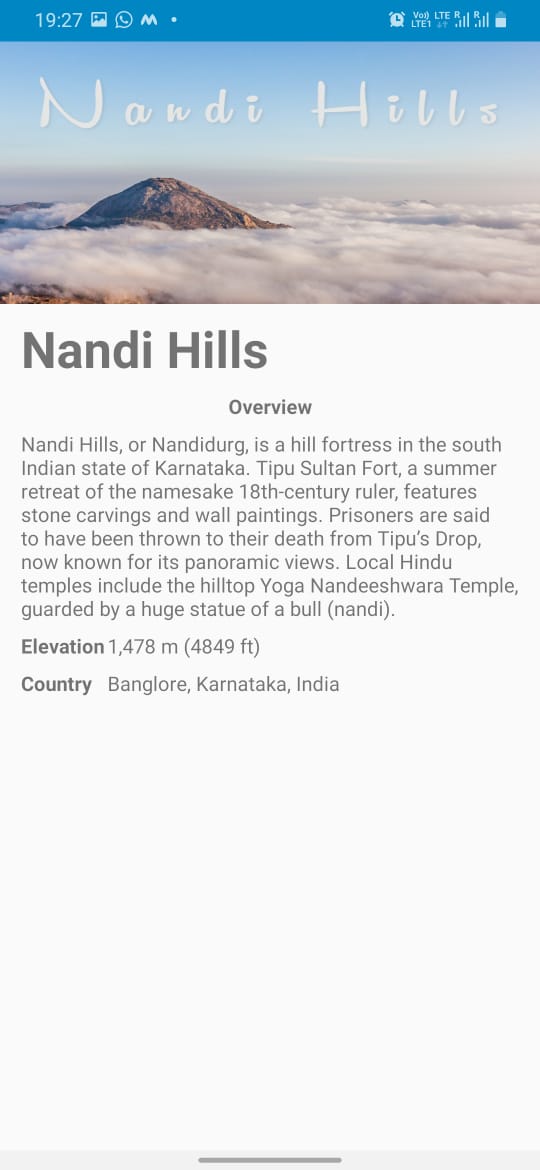 19:27
Vo)) LTE R R
LTE1
Nandi Hills
Nandi Hills
Overview
Nandi Hills, or Nandidurg, is a hill fortress in the south
Indian state of Karnataka. Tipu Sultan Fort, a summer
retreat of the namesake 18th-century ruler, features
stone carvings and wall paintings. Prisoners are said
to have been thrown to their death from Tipu’s Drop,
now known for its panoramic views. Local Hindu
temples include the hilltop Yoga Nandeeshwara Temple,
guarded by a huge statue of a bull (nandi).
Elevation 1,478 m (4849 ft)
Country Banglore, Karnataka, India